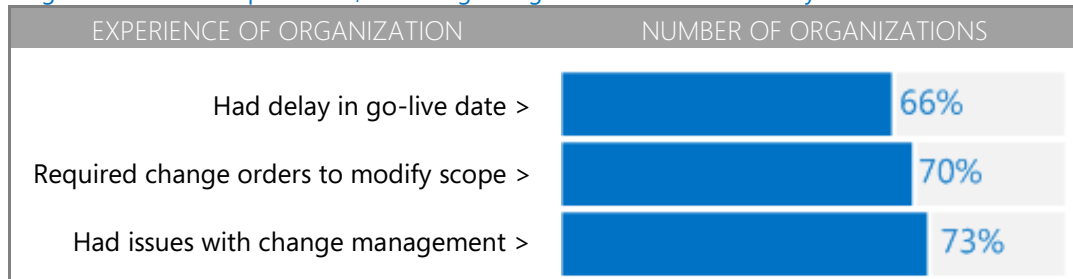 EXPERIENCE OF ORGANIZATION NUMBER OF ORGANIZATIONS
Had delay in go-live date > 66%
Required change orders to modify scope > 70%
Had issues with change management > 73%